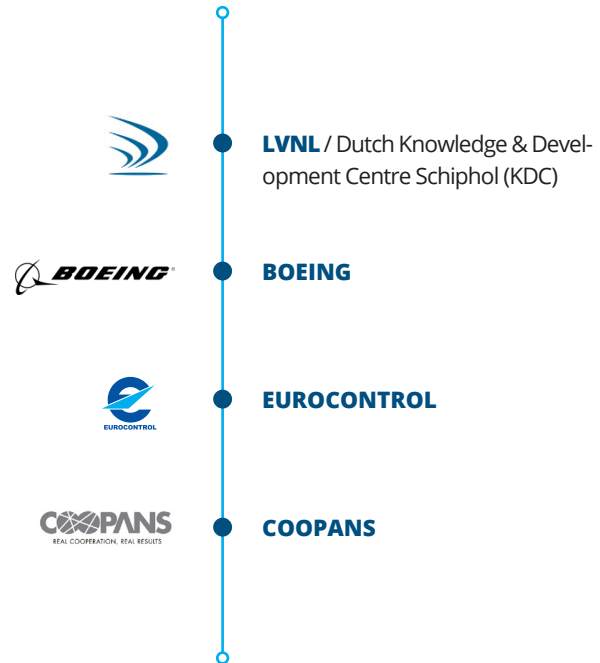 LVNL / Dutch Knowledge & Devel-
opment Centre Schiphol (KDC)
BOEING®
BOEING
EUROCONTROL
EUROCONTROL
COOPANS
REAL COOPERATION, REAL RESULTS
COOPANS